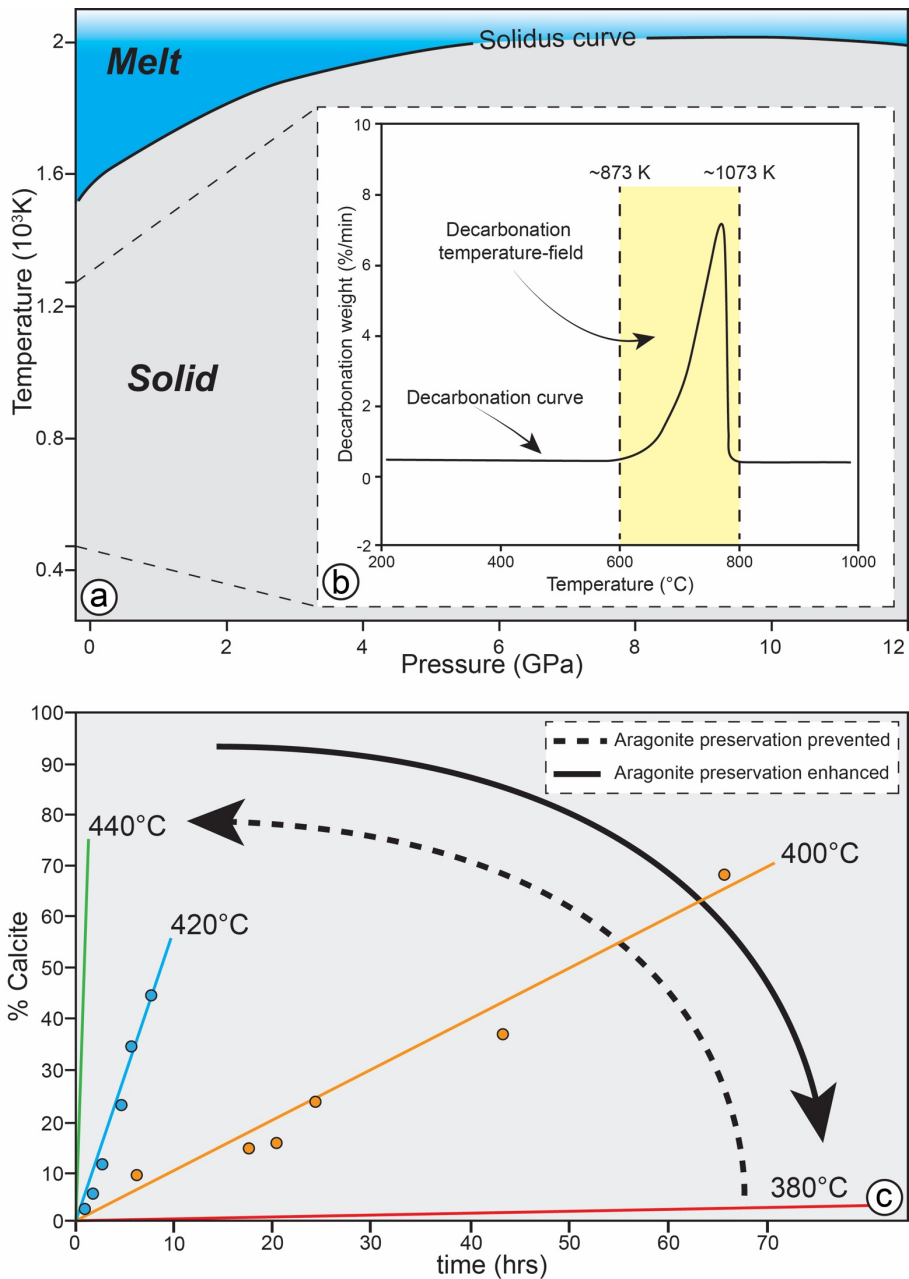 Melt
Solidus curve
Solid
Temperature (10³K)
2
1.6
1.2
0.8
0.4
a
0
2
4
6
8
10
12
Pressure (GPa)
10
8
6
4
2
0
-2
Decarbonation weight (%/min)
~873 K
~1073 K
Decarbonation
temperature-field
Decarbonation curve
200
400
600
800
1000
Temperature (°C)
b
100
90
80
70
60
50
40
30
20
10
0
% Calcite
Aragonite preservation prevented
Aragonite preservation enhanced
440°C
420°C
400°C
380°C
c
0
10
20
30
40
50
60
70
time (hrs)